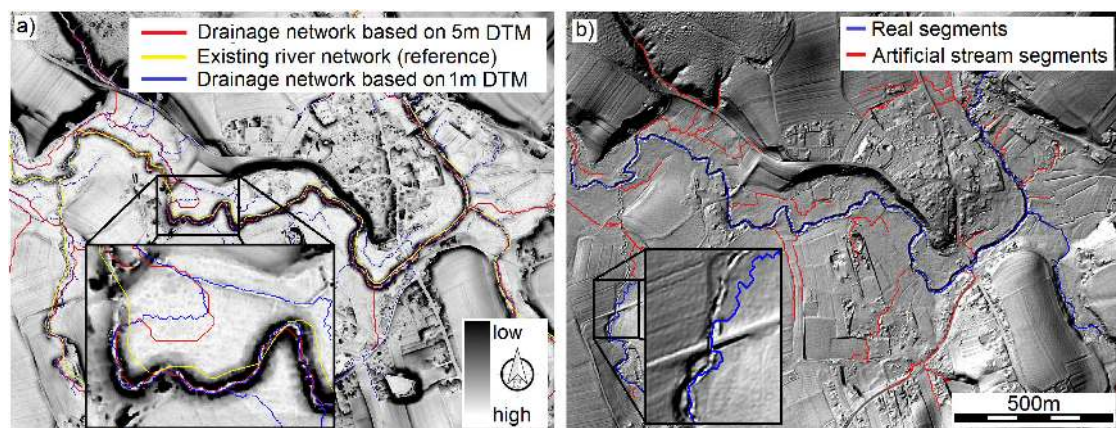 a)
Drainage network based on 5m DTM
Existing river network (reference)
Drainage network based on 1m DTM
low
high
b)
Real segments
Artificial stream segments
500m